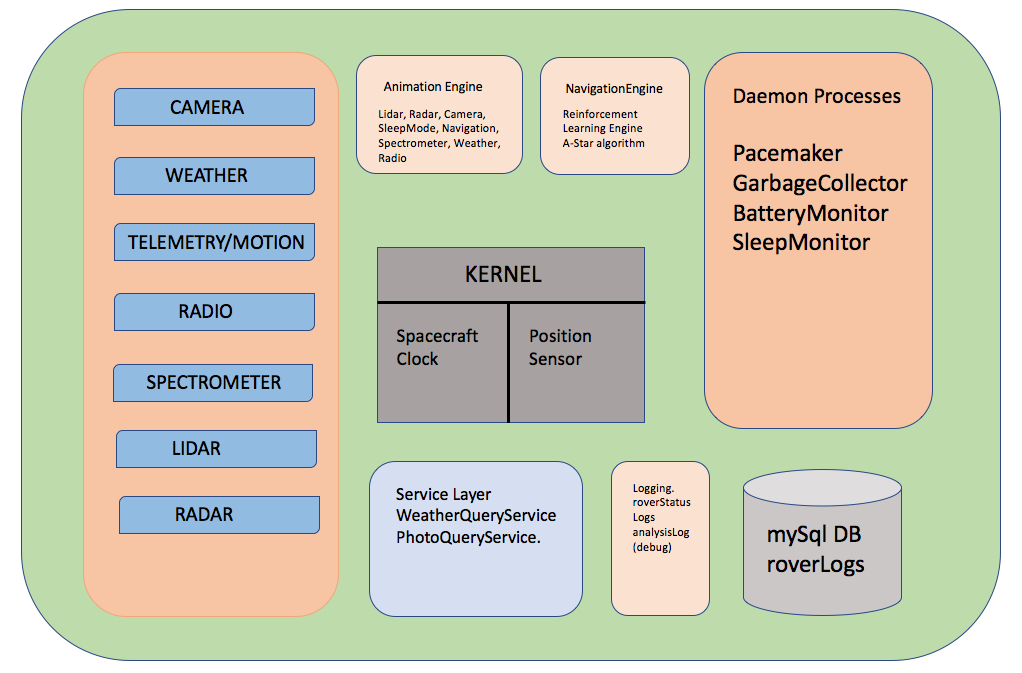 CAMERA
WEATHER
TELEMETRY/MOTION
RADIO
SPECTROMETER
LIDAR
RADAR
Animation Engine
Lidar, Radar, Camera,
SleepMode, Navigation,
Spectrometer, Weather,
Radio
NavigationEngine
Reinforcement
Learning Engine
A-Star algorithm
Daemon Processes
Pacemaker
GarbageCollector
BatteryMonitor
SleepMonitor
KERNEL
Spacecraft
Clock
Position
Sensor
Service Layer
WeatherQueryService
PhotoQueryService.
Logging.
roverStatus
Logs
analysisLog
(debug)
mySql DB
roverLogs